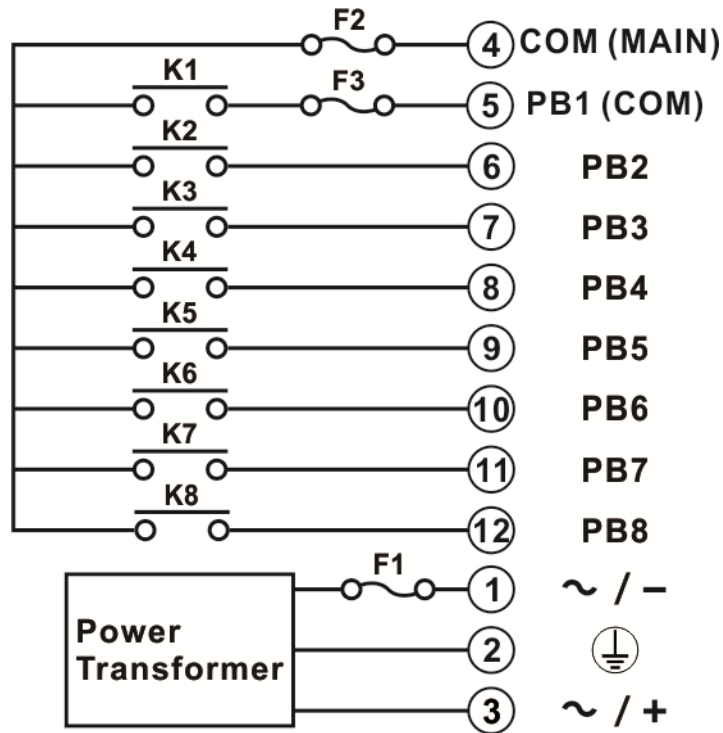 F2 4 COM (MAIN)
K1 F3 5 PB1 (COM)
K2 6 PB2
K3 7 PB3
K4 8 PB4
K5 9 PB5
K6 10 PB6
K7 11 PB7
K8 12 PB8
F1 1 ~ / −
Power
Transformer
2
3 ~ / +